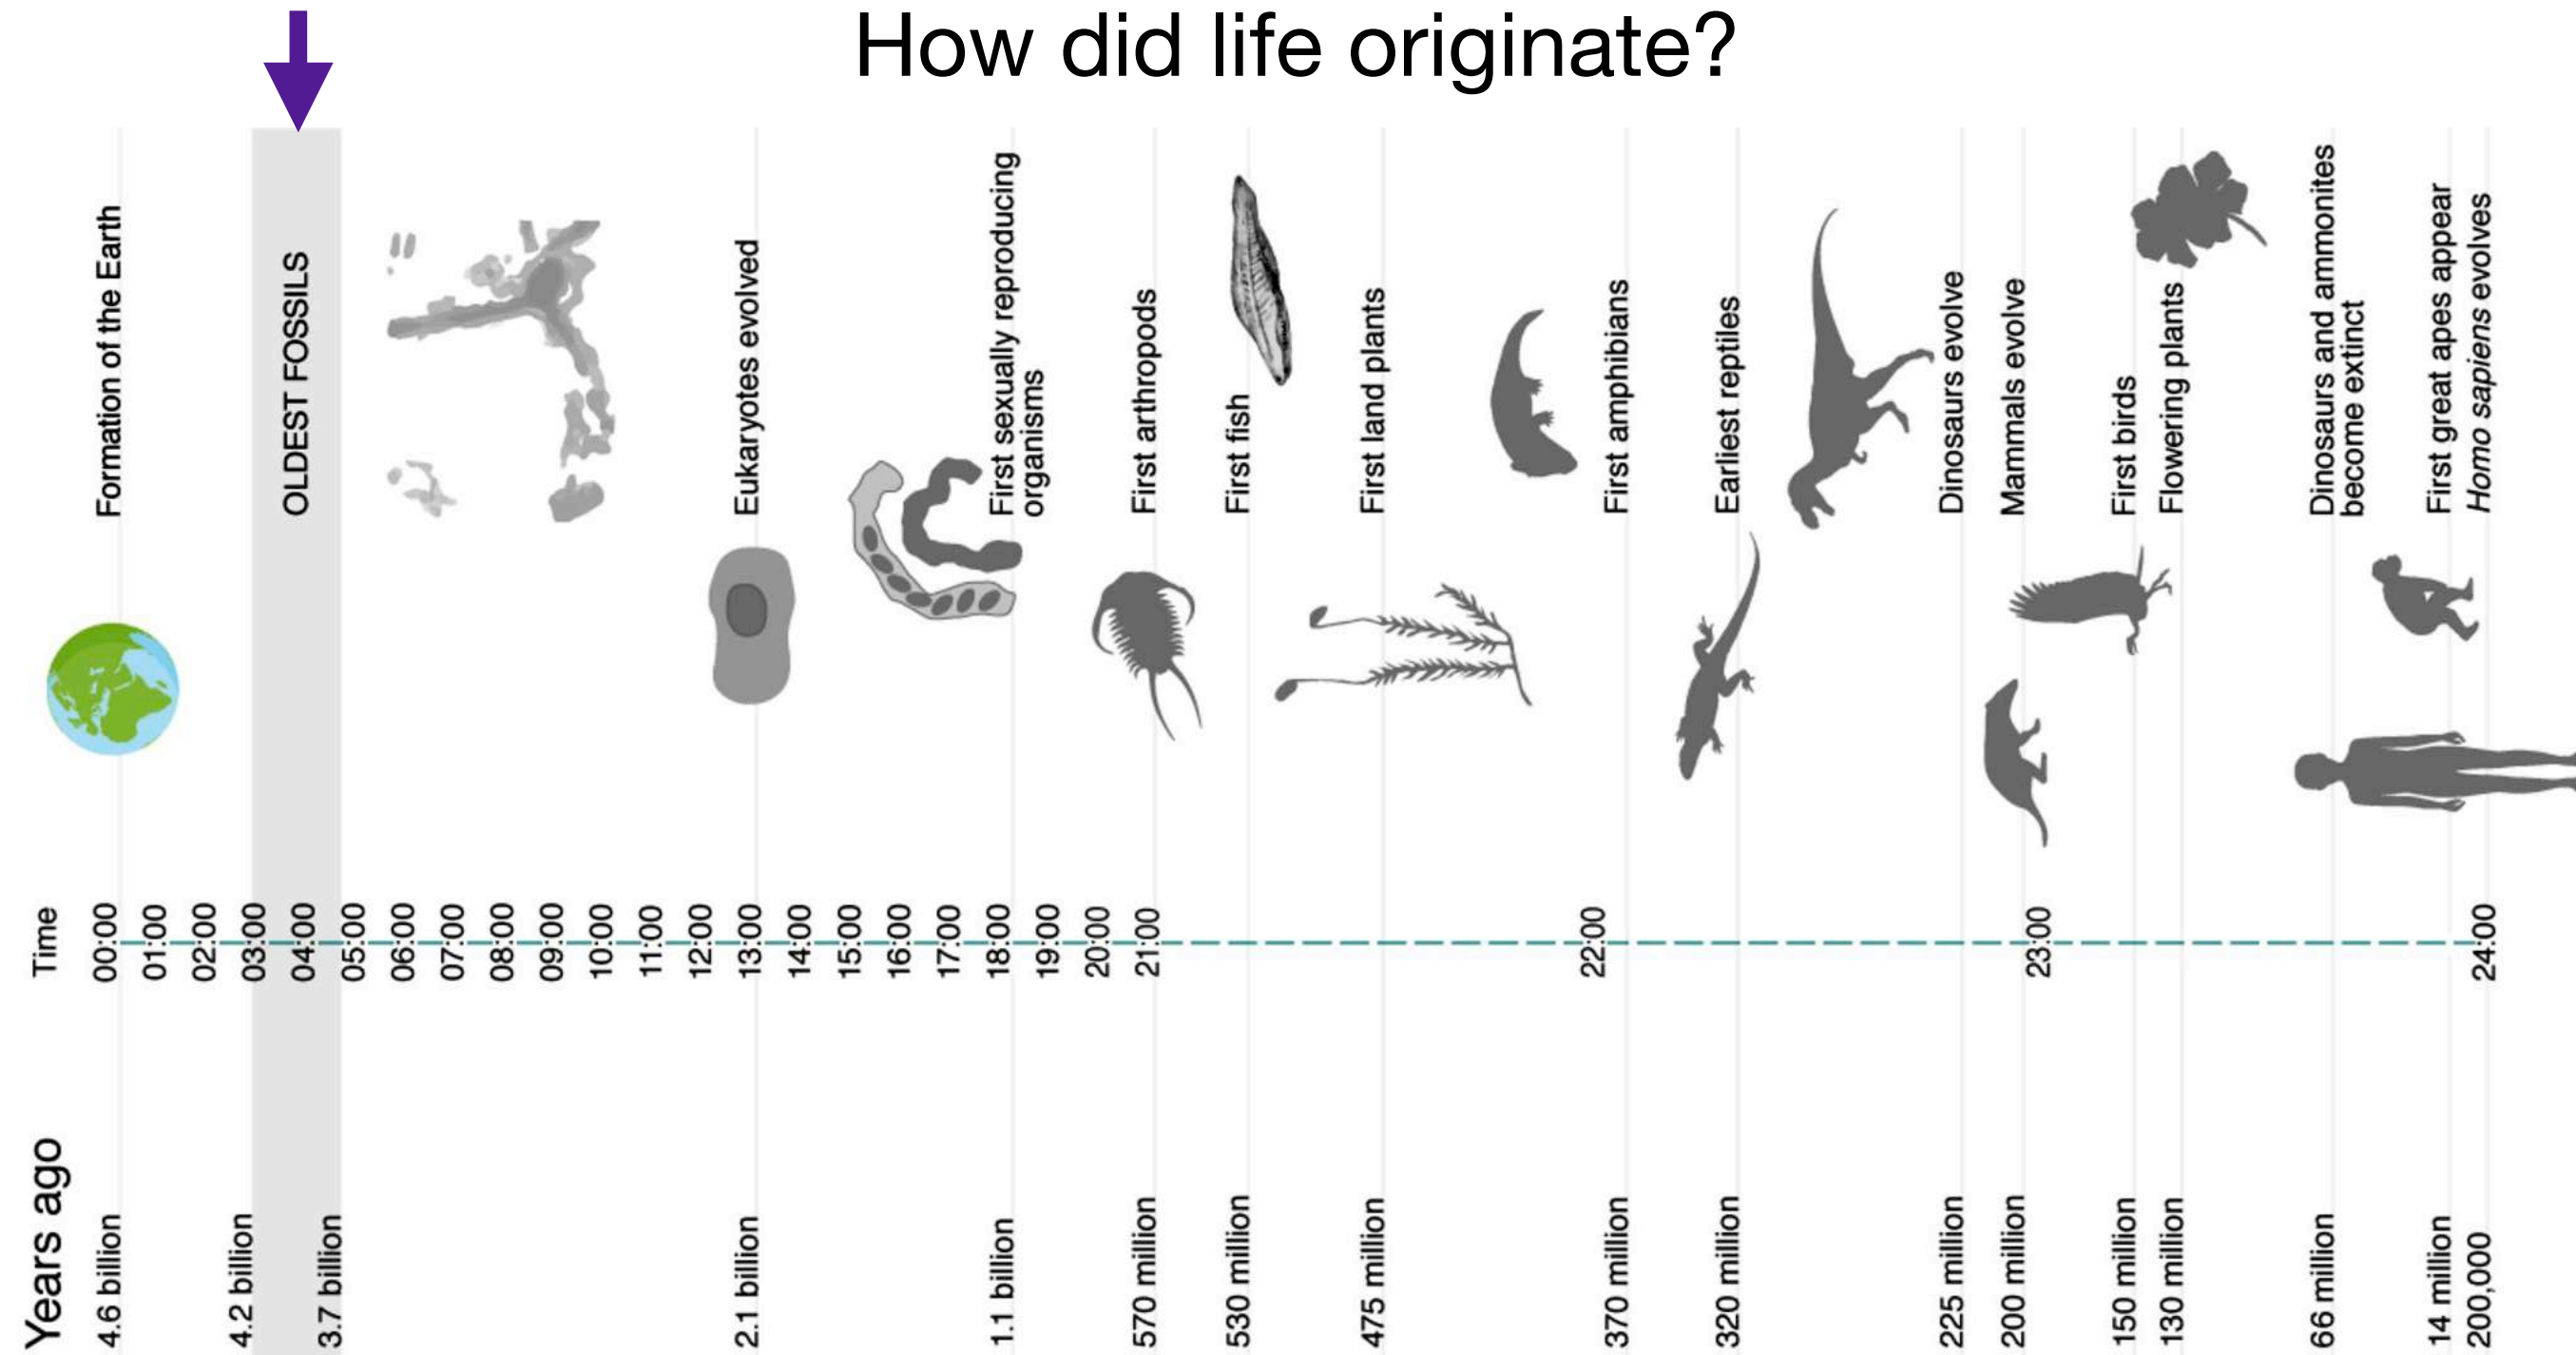 How did life originate?
Formation of the Earth
OLDEST FOSSILS
Eukaryotes evolved
First sexually reproducing
organisms
First arthropods
First fish
First land plants
First amphibians
Earliest reptiles
Dinosaurs evolve
Mammals evolve
First birds
Flowering plants
Dinosaurs and ammonites
become extinct
First great apes appear
Homo sapiens evolves
Time
00:00
01:00
02:00
03:00
04:00
05:00
06:00
07:00
08:00
09:00
10:00
11:00
12:00
13:00
14:00
15:00
16:00
17:00
18:00
19:00
20:00
21:00
22:00
23:00
24:00
Years ago
4.6 billion
4.2 billion
3.7 billion
2.1 billion
1.1 billion
570 million
530 million
475 million
370 million
320 million
225 million
200 million
150 million
130 million
66 million
14 million
200,000